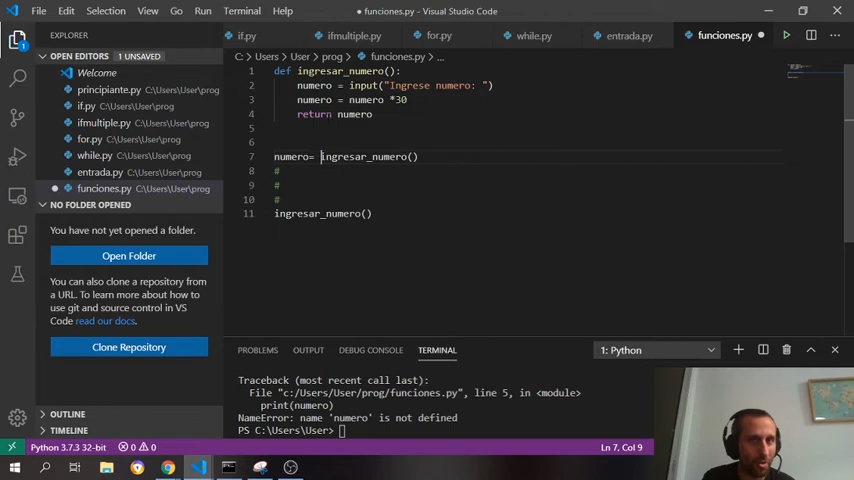 File Edit Selection View Go Run Terminal Help funciones.py - Visual Studio Code
EXPLORER
OPEN EDITORS 1 UNSAVED
Welcome
principiante.py C:\Users\User\prog
if.py C:\Users\User\prog
ifmultiple.py C:\Users\User\prog
for.py C:\Users\User\prog
while.py C:\Users\User\prog
entrada.py C:\Users\User\prog
funciones.py C:\Users\User\prog
NO FOLDER OPENED
You have not yet opened a folder.
Open Folder
You can also clone a repository from
a URL. To learn more about how to
use git and source control in VS
Code read our docs.
Clone Repository
OUTLINE
TIMELINE
1
if.py ifmultiple.py for.py while.py entrada.py funciones.py
C: > Users > User > prog > funciones.py > ...
1 def ingresar_numero():
2 numero = input("Ingrese numero: ")
3 numero = numero *30
4 return numero
5
6
7 numero= ingresar_numero()
8 #
9 #
10 #
11 ingresar_numero()
PROBLEMS OUTPUT DEBUG CONSOLE TERMINAL 1: Python
Traceback (most recent call last):
File "c:/Users/User/prog/funciones.py", line 5, in <module>
print(numero)
NameError: name 'numero' is not defined
PS C:\Users\User>
Python 3.7.3 32-bit 0 0 Ln 7, Col 9